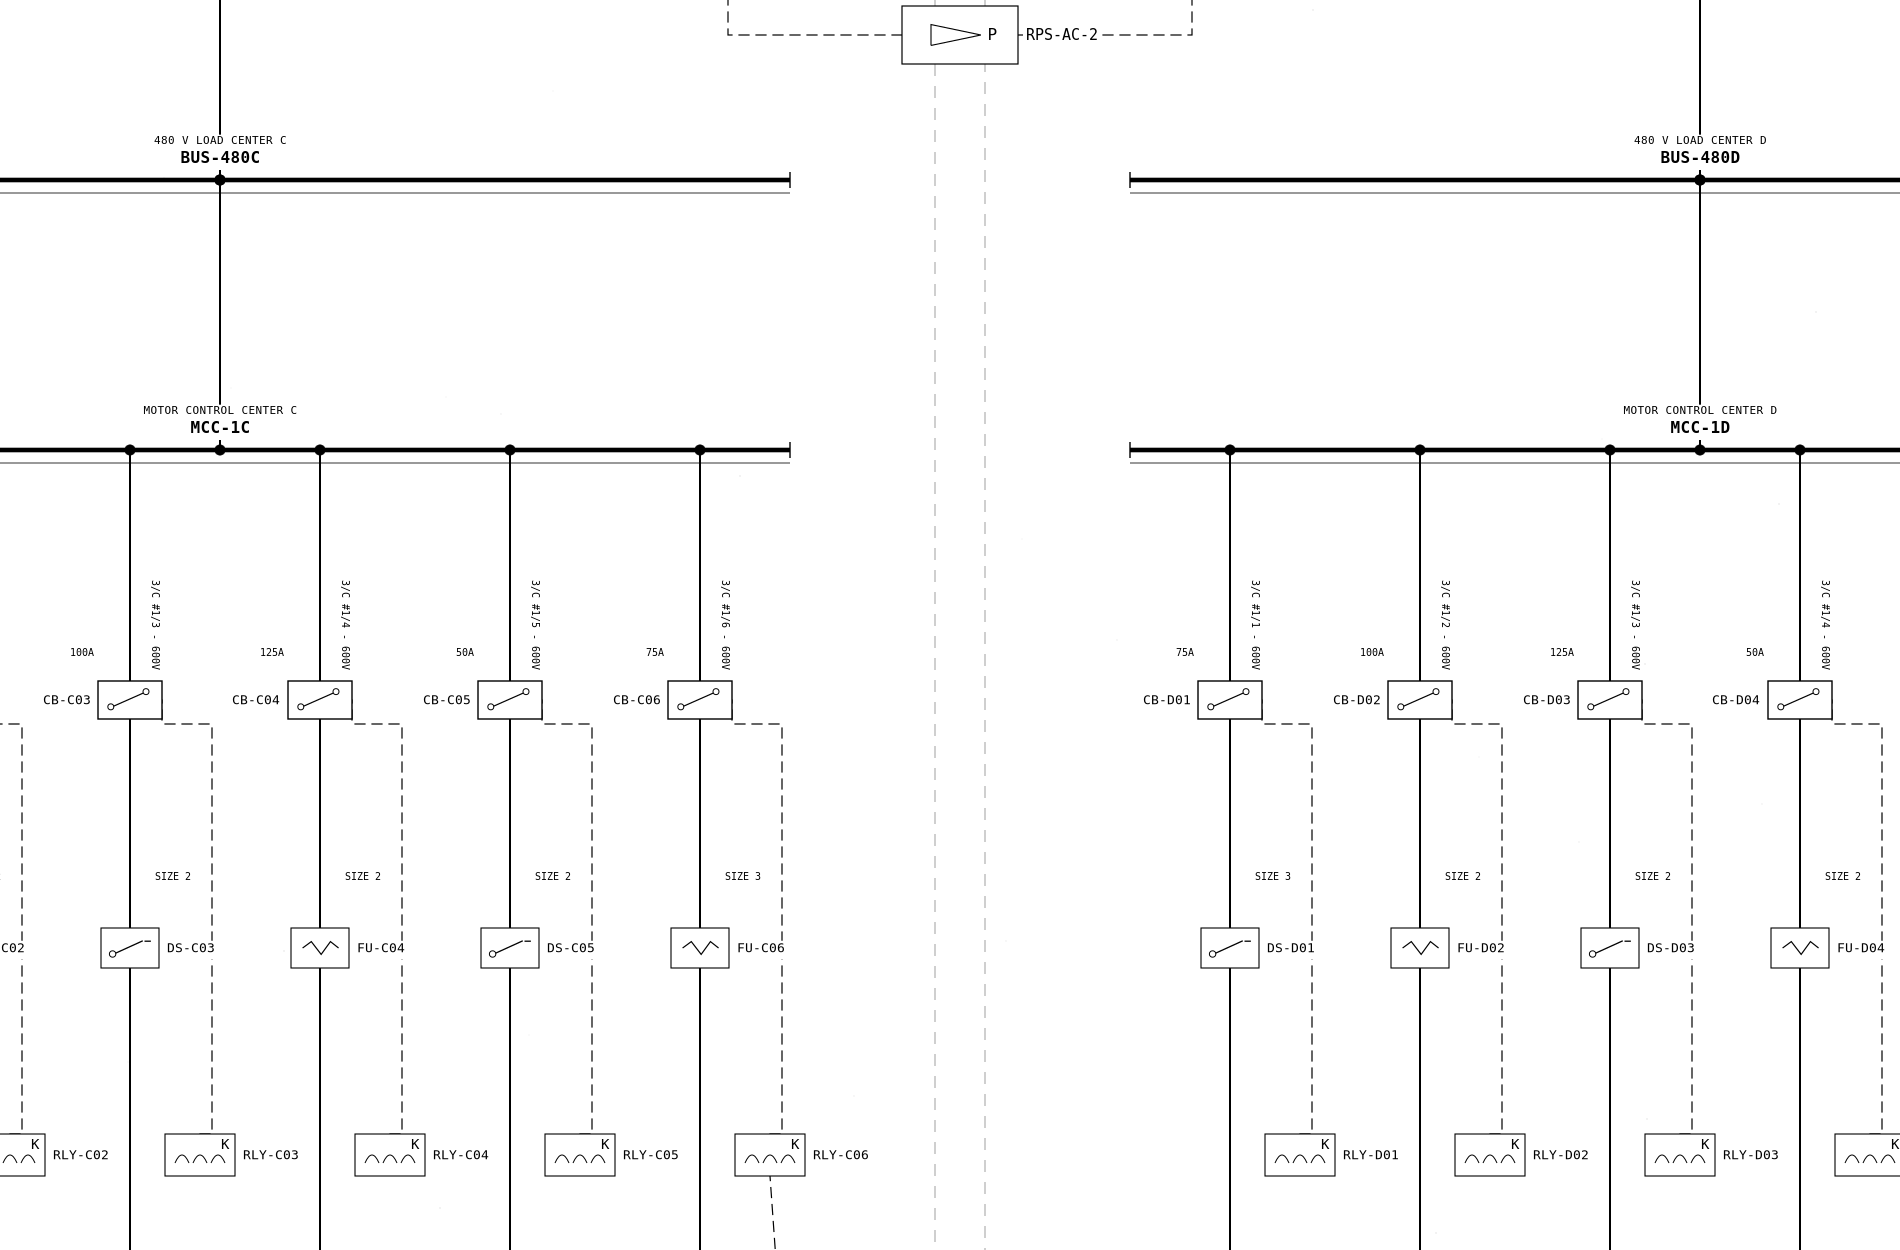 P RPS-AC-2
480 V LOAD CENTER C
BUS-480C
480 V LOAD CENTER D
BUS-480D
MOTOR CONTROL CENTER C
MCC-1C
MOTOR CONTROL CENTER D
MCC-1D
3/C #1/3 - 600V
3/C #1/4 - 600V
3/C #1/5 - 600V
3/C #1/6 - 600V
3/C #1/1 - 600V
3/C #1/2 - 600V
3/C #1/3 - 600V
3/C #1/4 - 600V
100A
125A
50A
75A
75A
100A
125A
50A
CB-C03
CB-C04
CB-C05
CB-C06
CB-D01
CB-D02
CB-D03
CB-D04
SIZE 2
SIZE 2
SIZE 2
SIZE 3
SIZE 3
SIZE 2
SIZE 2
SIZE 2
C02
DS-C03
FU-C04
DS-C05
FU-C06
DS-D01
FU-D02
DS-D03
FU-D04
K RLY-C02
K RLY-C03
K RLY-C04
K RLY-C05
K RLY-C06
K RLY-D01
K RLY-D02
K RLY-D03
K